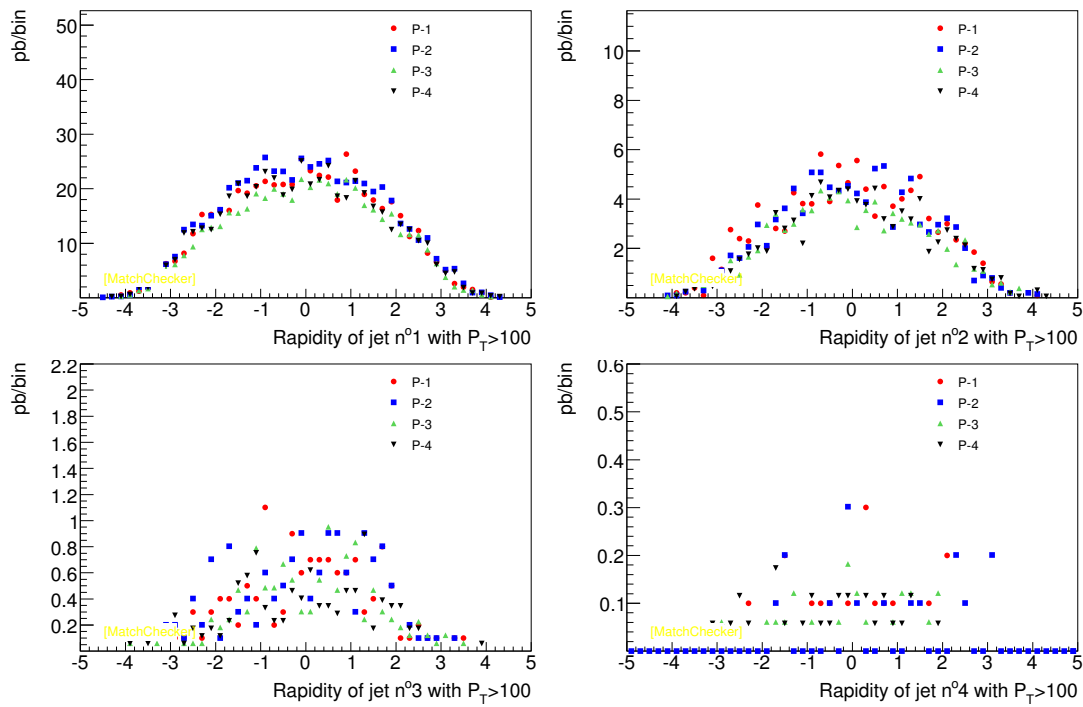 pb/bin
50
40
30
20
10
P-1
P-2
P-3
P-4
[MatchChecker]
-5 -4 -3 -2 -1 0 1 2 3 4 5
Rapidity of jet n°1 with P_T>100
pb/bin
10
8
6
4
2
P-1
P-2
P-3
P-4
[MatchChecker]
-5 -4 -3 -2 -1 0 1 2 3 4 5
Rapidity of jet n°2 with P_T>100
pb/bin
2.2
2
1.8
1.6
1.4
1.2
1
0.8
0.6
0.4
0.2
P-1
P-2
P-3
P-4
[MatchChecker]
-5 -4 -3 -2 -1 0 1 2 3 4 5
Rapidity of jet n°3 with P_T>100
pb/bin
0.6
0.5
0.4
0.3
0.2
0.1
P-1
P-2
P-3
P-4
[MatchChecker]
-5 -4 -3 -2 -1 0 1 2 3 4 5
Rapidity of jet n°4 with P_T>100